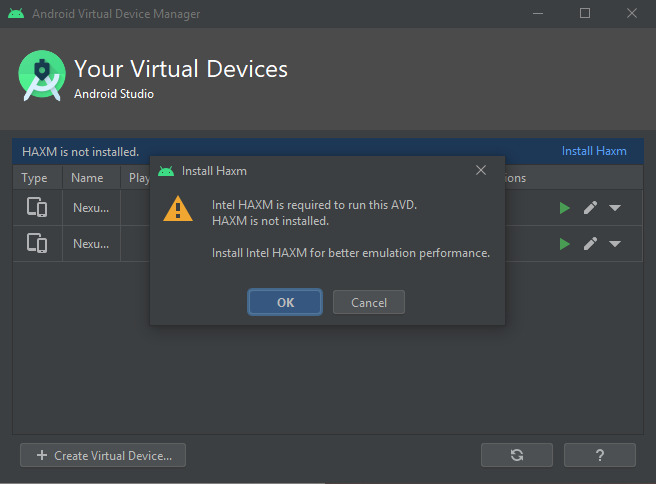 Android Virtual Device Manager
Your Virtual Devices
Android Studio
HAXM is not installed.
Install Haxm
Type
Name
Play
ions
Nexu...
Nexu...
Install Haxm
Intel HAXM is required to run this AVD.
HAXM is not installed.
Install Intel HAXM for better emulation performance.
OK
Cancel
+ Create Virtual Device...
?